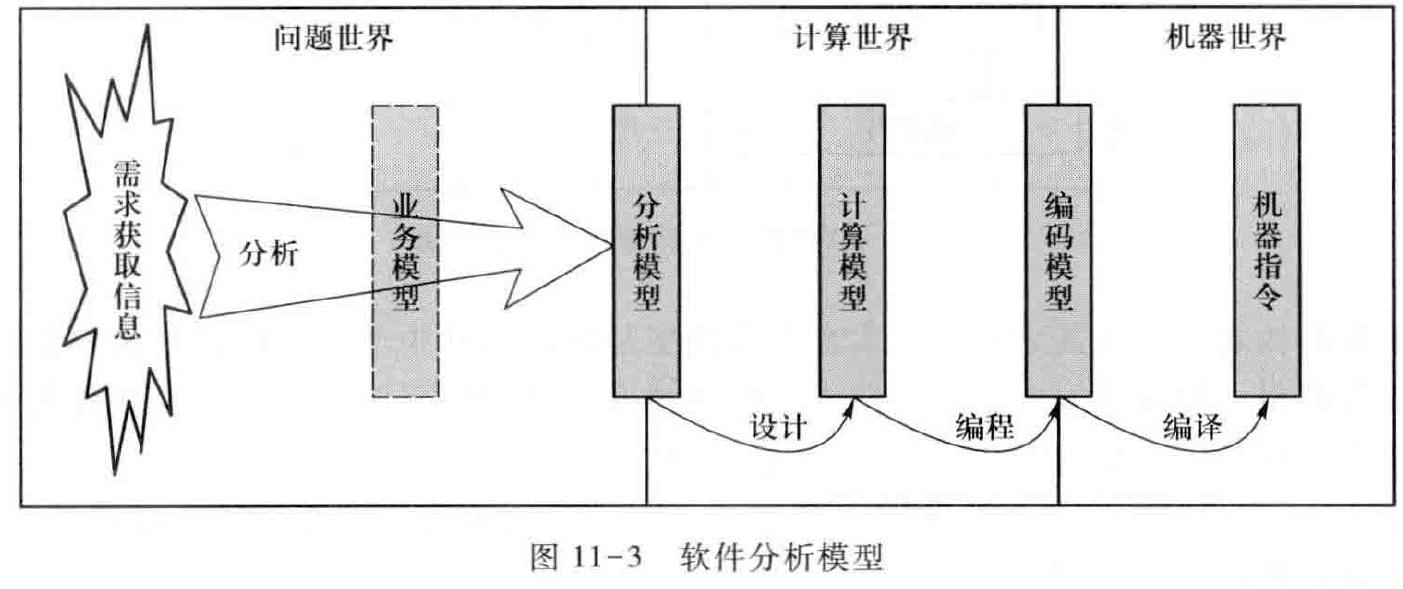 问题世界
计算世界
机器世界
需求获取信息
分析
业务模型
分析模型
计算模型
编码模型
机器指令
设计
编程
编译
图 11-3 软件分析模型